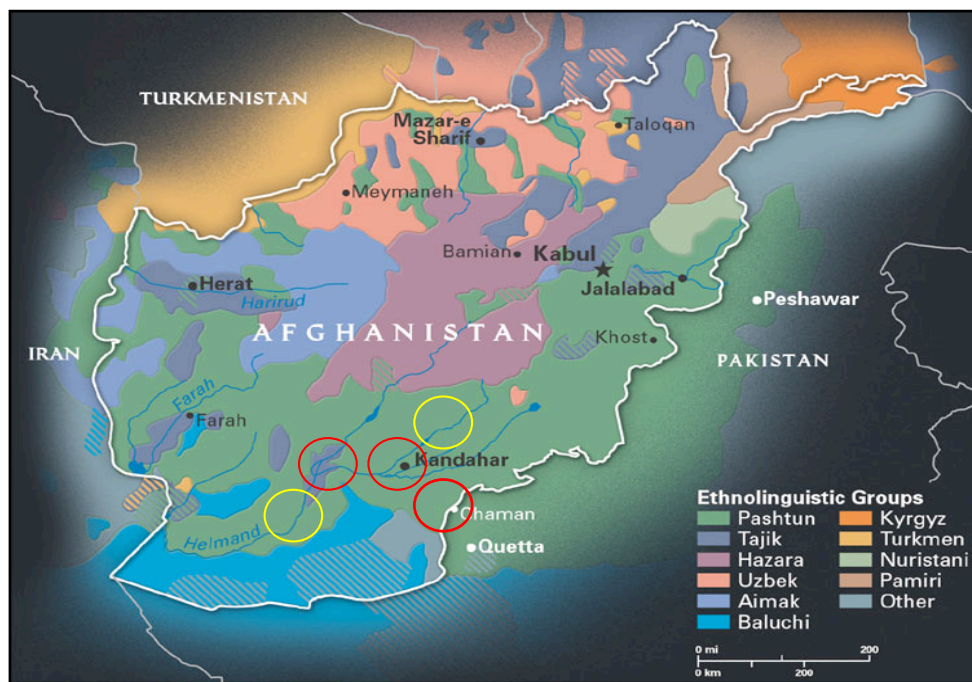 TURKMENISTAN
Mazar-e
Sharif
Taloqan
Meymaneh
Bamian
Kabul
Herat
Harirud
Jalalabad
Peshawar
AFGHANISTAN
Khost
IRAN
PAKISTAN
Farah
Farah
Kandahar
Chaman
Helmand
Quetta
Ethnolinguistic Groups
Pashtun
Tajik
Hazara
Uzbek
Aimak
Baluchi
Kyrgyz
Turkmen
Nuristani
Pamiri
Other
0 mi 200
0 km 200